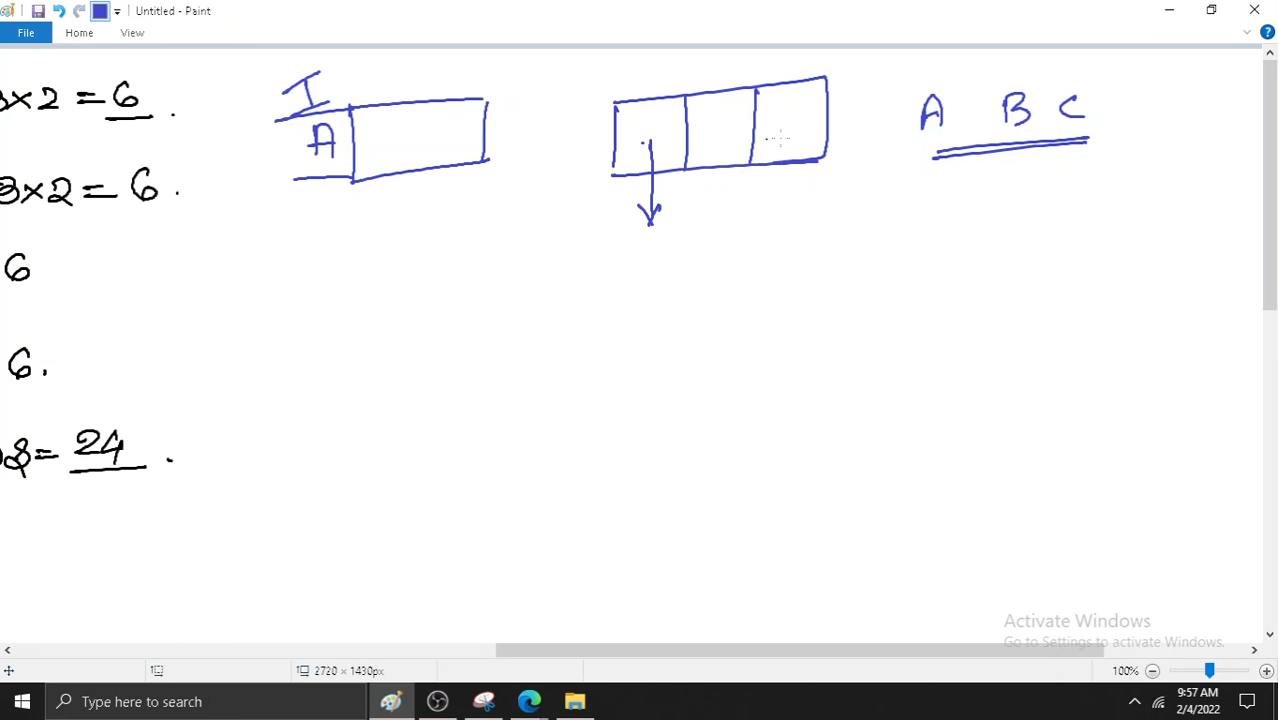 Untitled - Paint
File Home View
3×2 = 6 .
I
A
A B C
3×2 = 6 .
6
6 .
= 24 .
Activate Windows
Go to Settings to activate Windows.
2720 × 1430px
100%
Type here to search
9:57 AM
2/4/2022